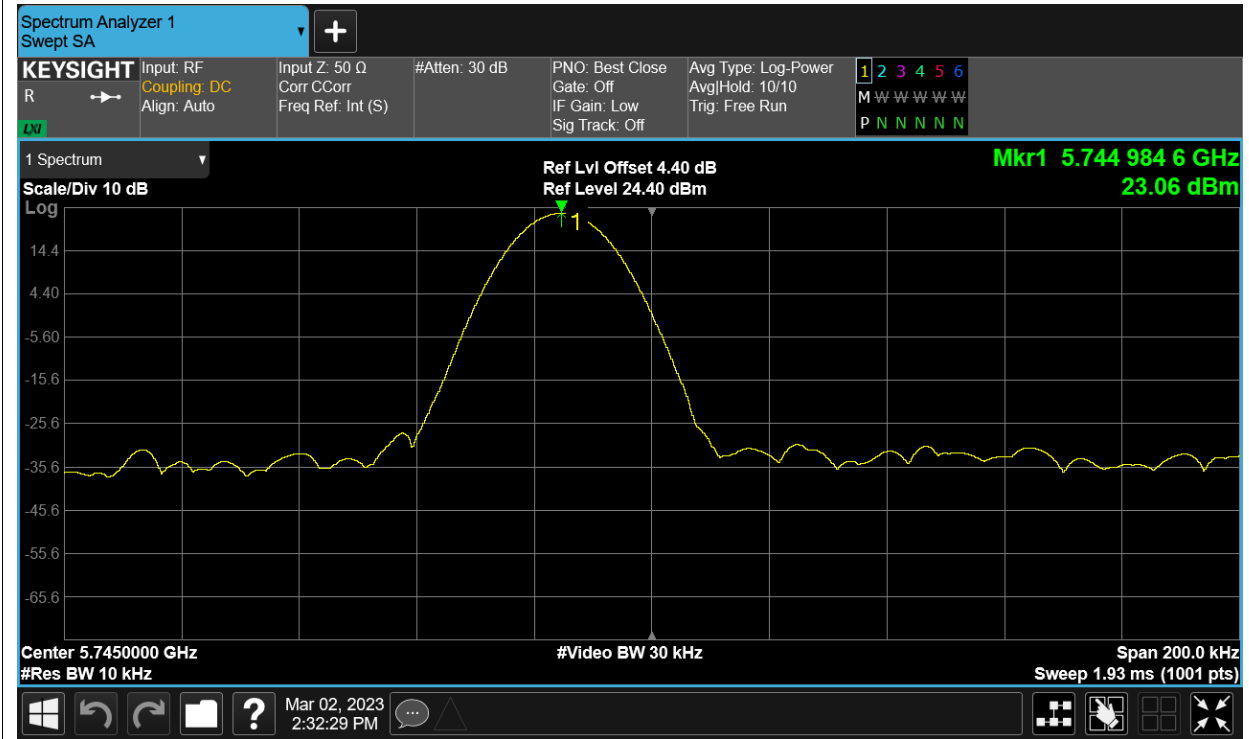 Spectrum Analyzer 1
Swept SA
KEYSIGHT
R
LXI
Input: RF
Coupling: DC
Align: Auto
Input Z: 50 Ω
Corr CCorr
Freq Ref: Int (S)
#Atten: 30 dB
PNO: Best Close
Gate: Off
IF Gain: Low
Sig Track: Off
Avg Type: Log-Power
Avg|Hold: 10/10
Trig: Free Run
1 2 3 4 5 6
M W W W W W
P N N N N N
1 Spectrum
Scale/Div 10 dB
Log
Ref Lvl Offset 4.40 dB
Ref Level 24.40 dBm
Mkr1 5.744 984 6 GHz
23.06 dBm
1
14.4
4.40
-5.60
-15.6
-25.6
-35.6
-45.6
-55.6
-65.6
Center 5.7450000 GHz
#Res BW 10 kHz
#Video BW 30 kHz
Span 200.0 kHz
Sweep 1.93 ms (1001 pts)
?
Mar 02, 2023
2:32:29 PM